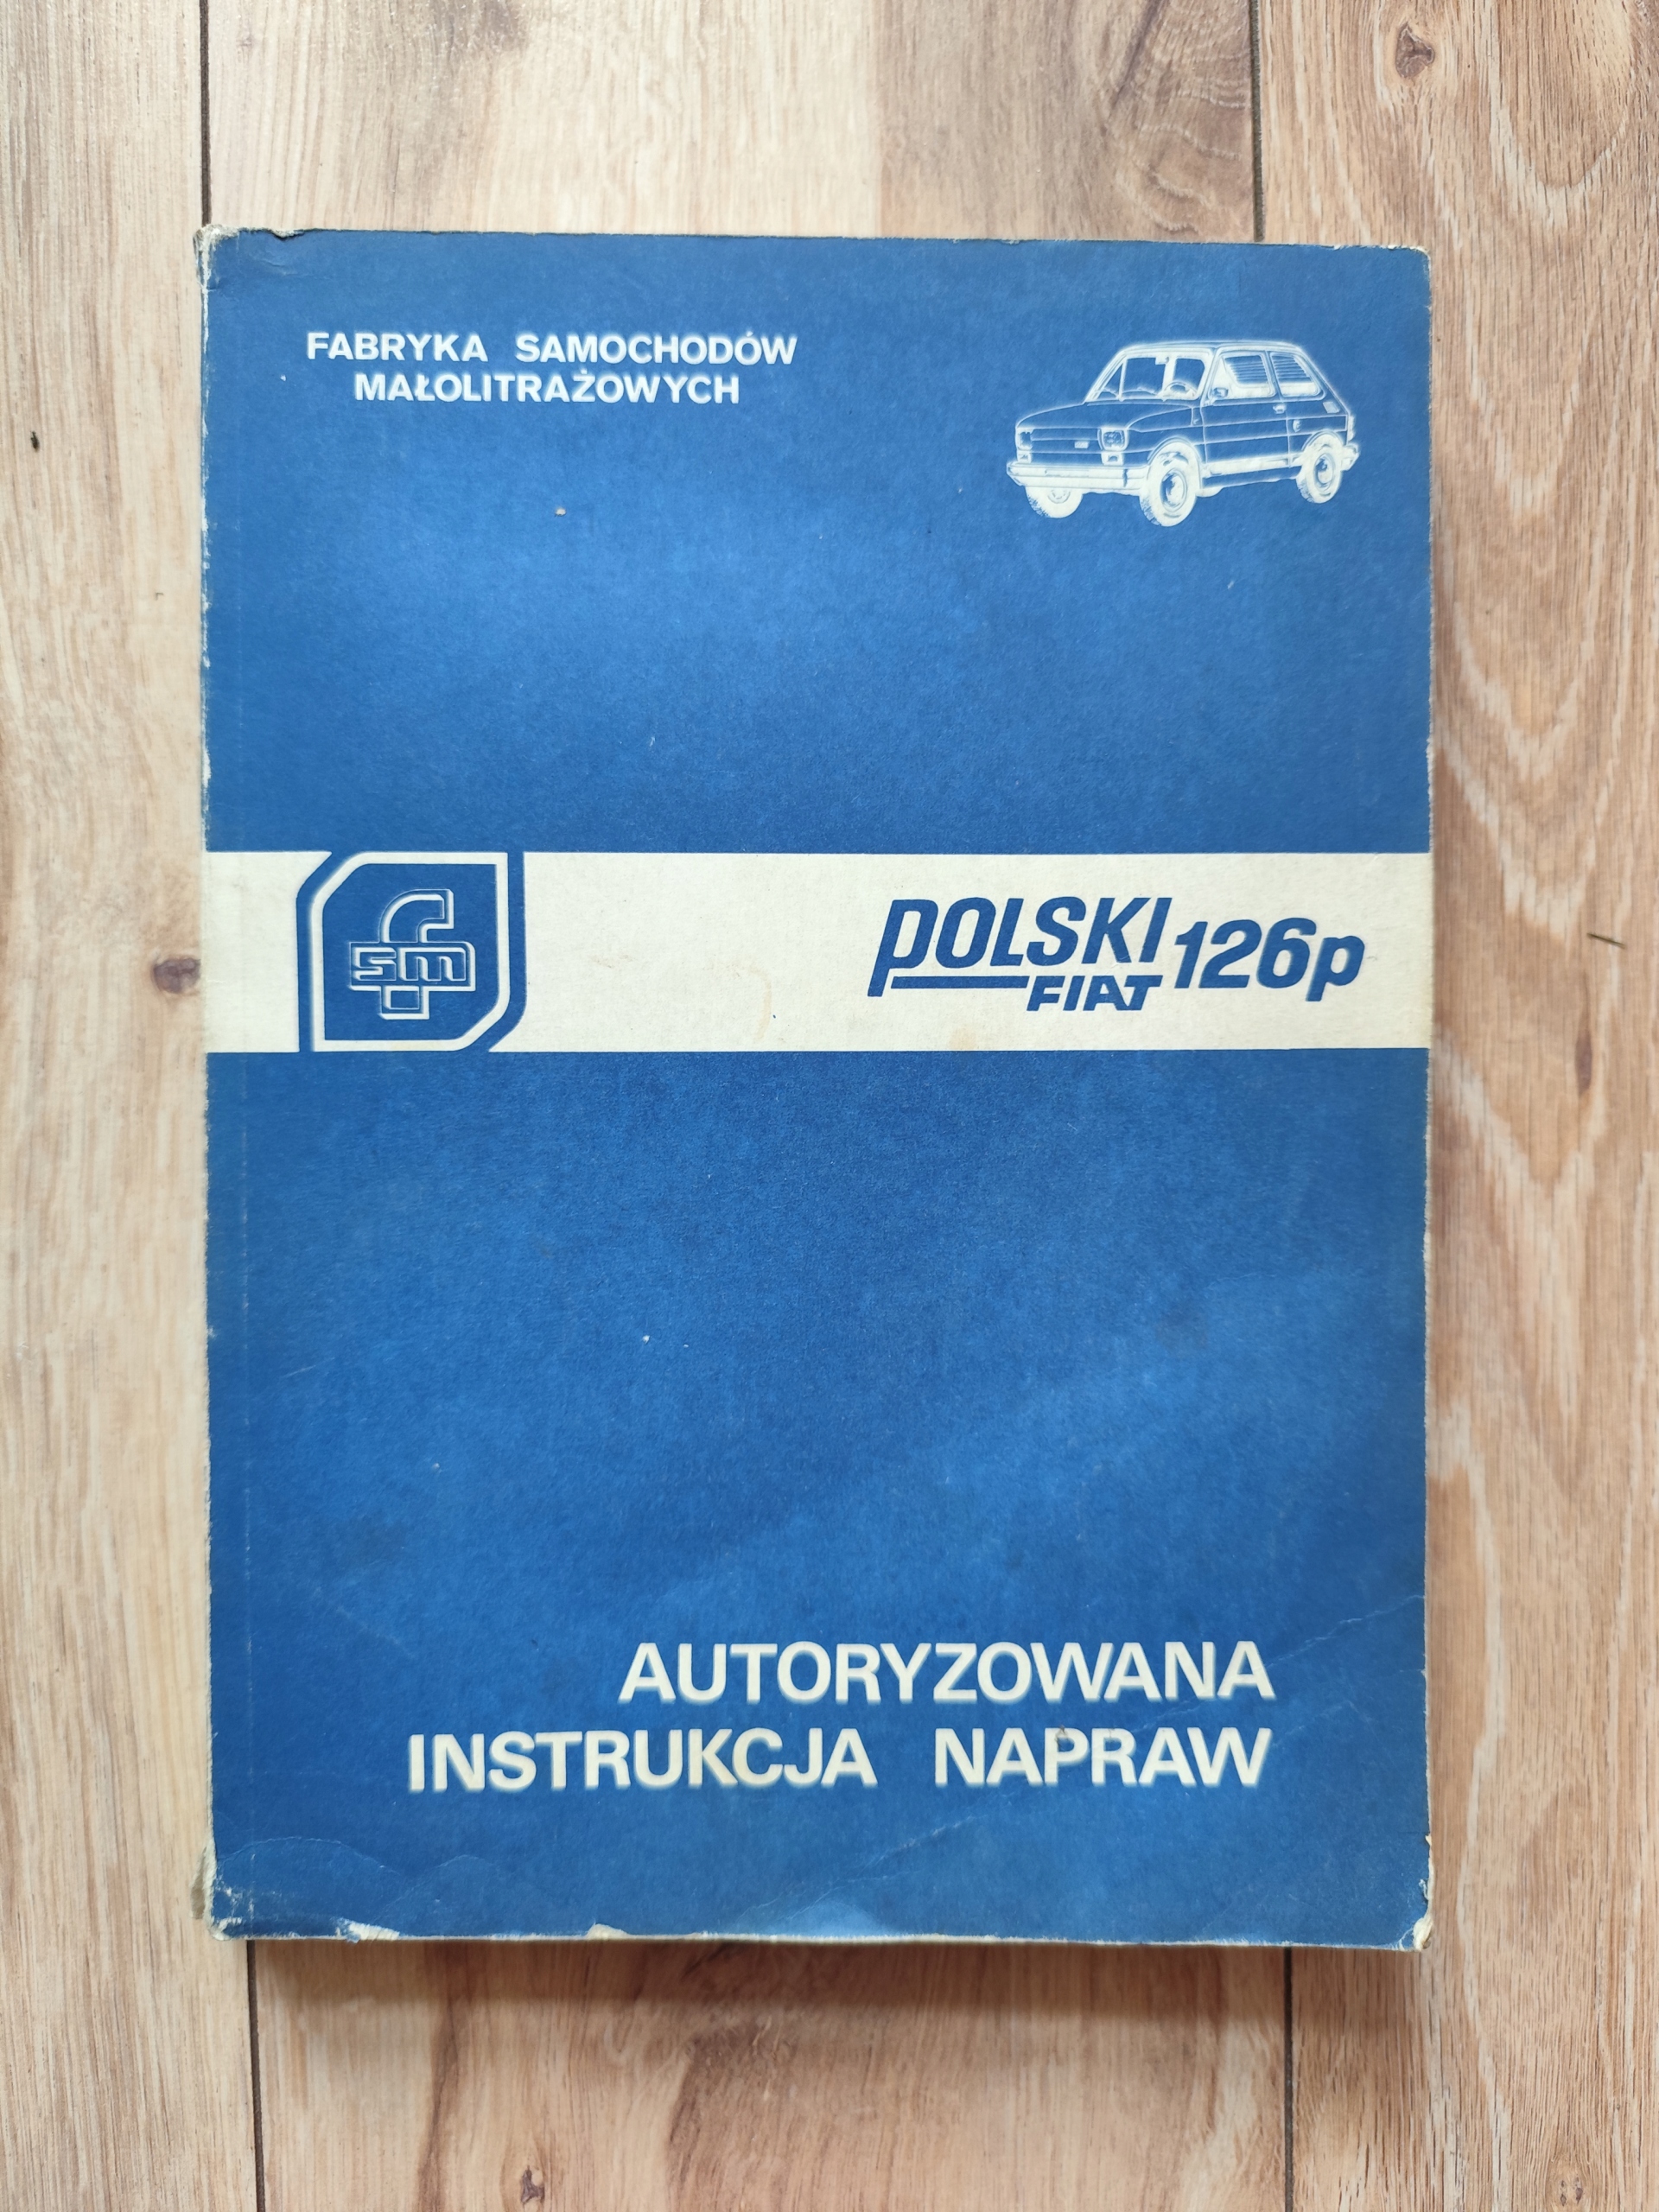 FABRYKA SAMOCHODÓW
MAŁOLITRAŻOWYCH
fsm
POLSKI
FIAT 126p
AUTORYZOWANA
INSTRUKCJA NAPRAW